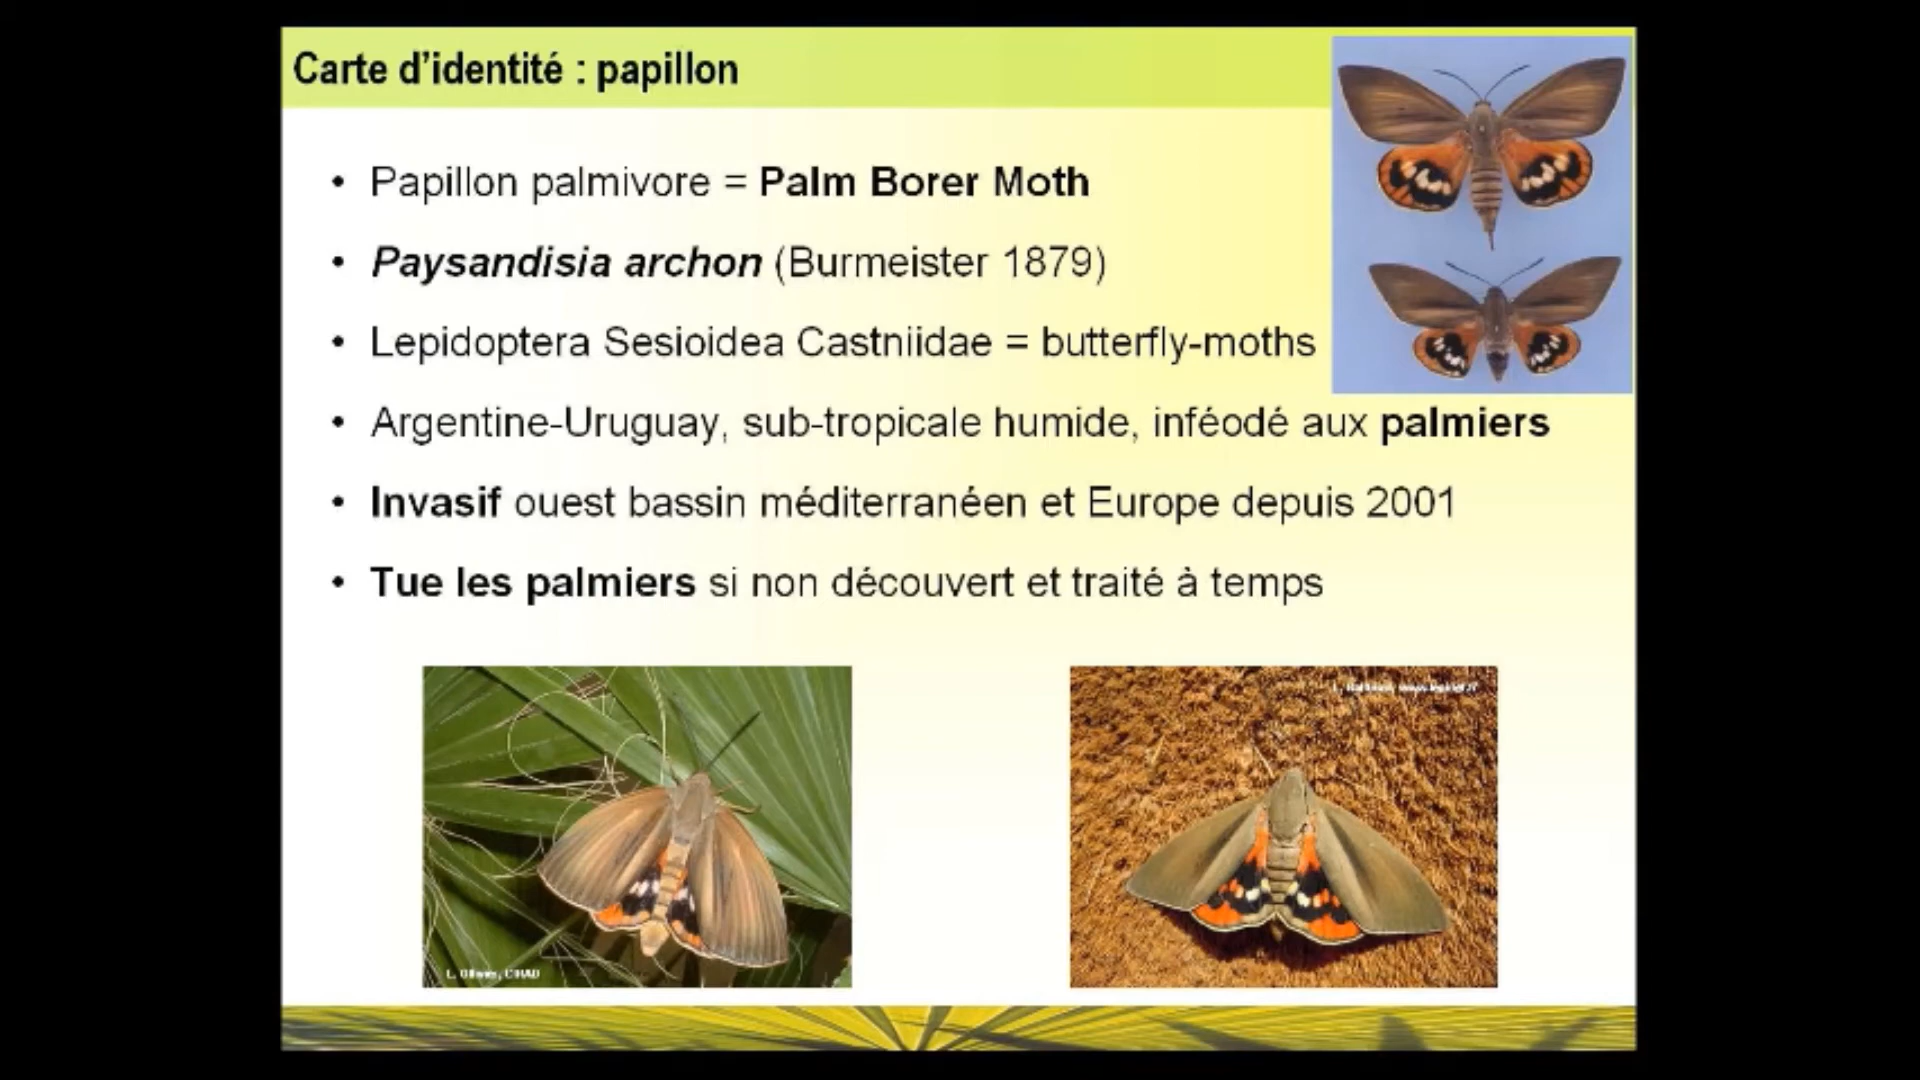 Carte d'identité : papillon
• Papillon palmivore = Palm Borer Moth
• Paysandisia archon (Burmeister 1879)
• Lepidoptera Sesioidea Castniidae = butterfly-moths
• Argentine-Uruguay, sub-tropicale humide, inféodé aux palmiers
• Invasif ouest bassin méditerranéen et Europe depuis 2001
• Tue les palmiers si non découvert et traité à temps
CIRAD